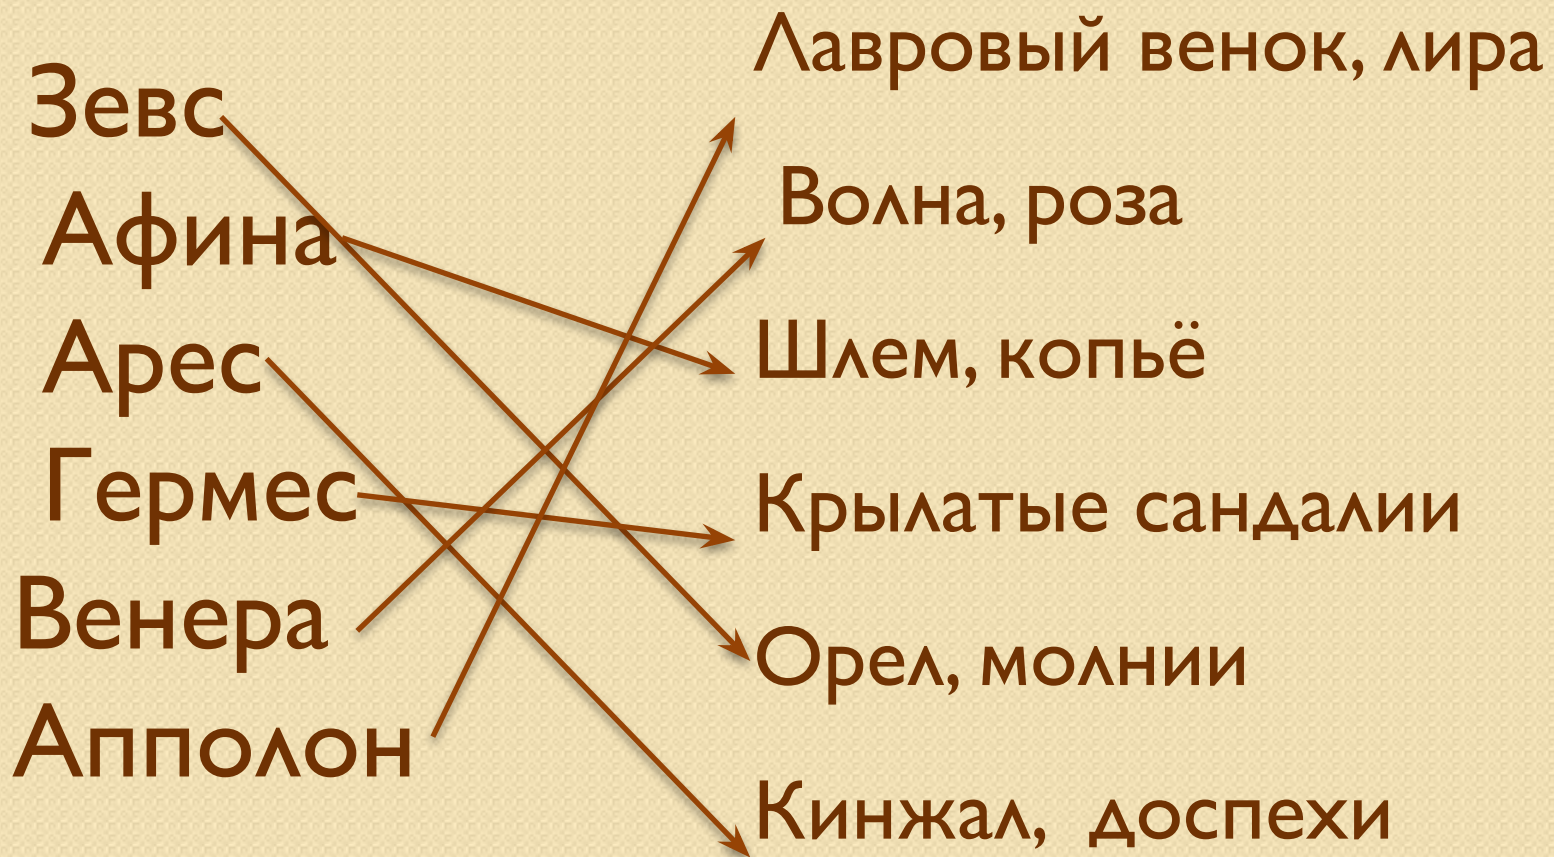 Зевс
Афина
Арес
Гермес
Венера
Апполон
Лавровый венок, лира
Волна, роза
Шлем, копьё
Крылатые сандалии
Орел, молнии
Кинжал, доспехи